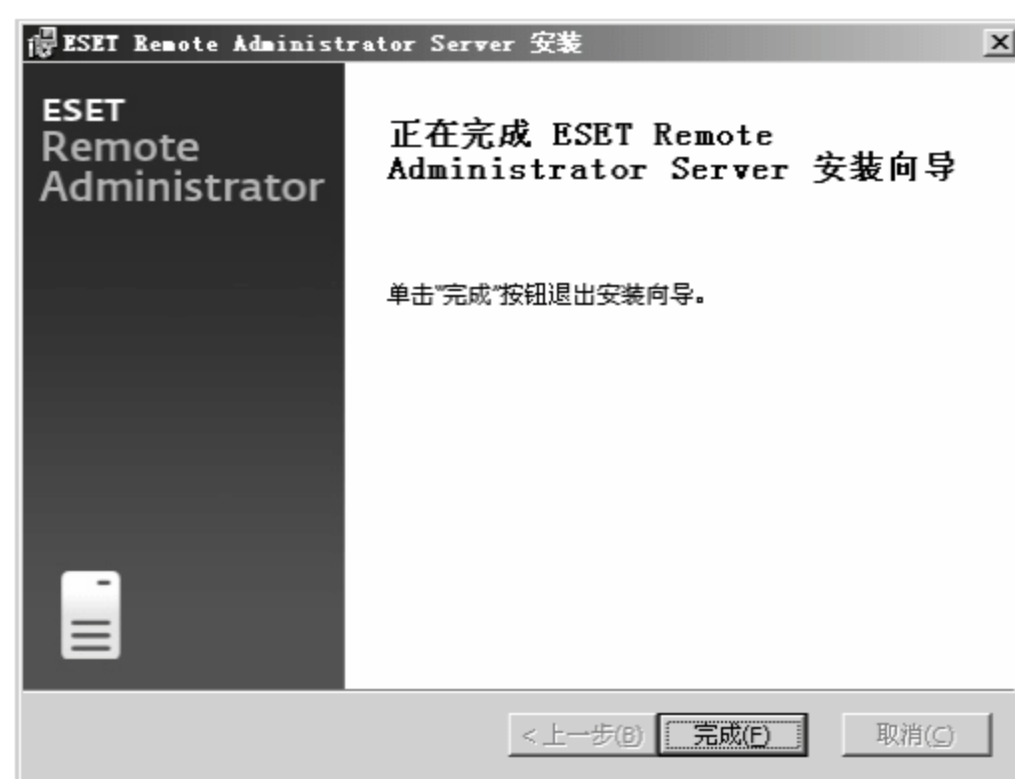 ESET Remote Administrator Server 安装
ESET
Remote
Administrator
正在完成 ESET Remote
Administrator Server 安装向导
单击"完成"按钮退出安装向导。
<上一步(B)
完成(F)
取消(C)